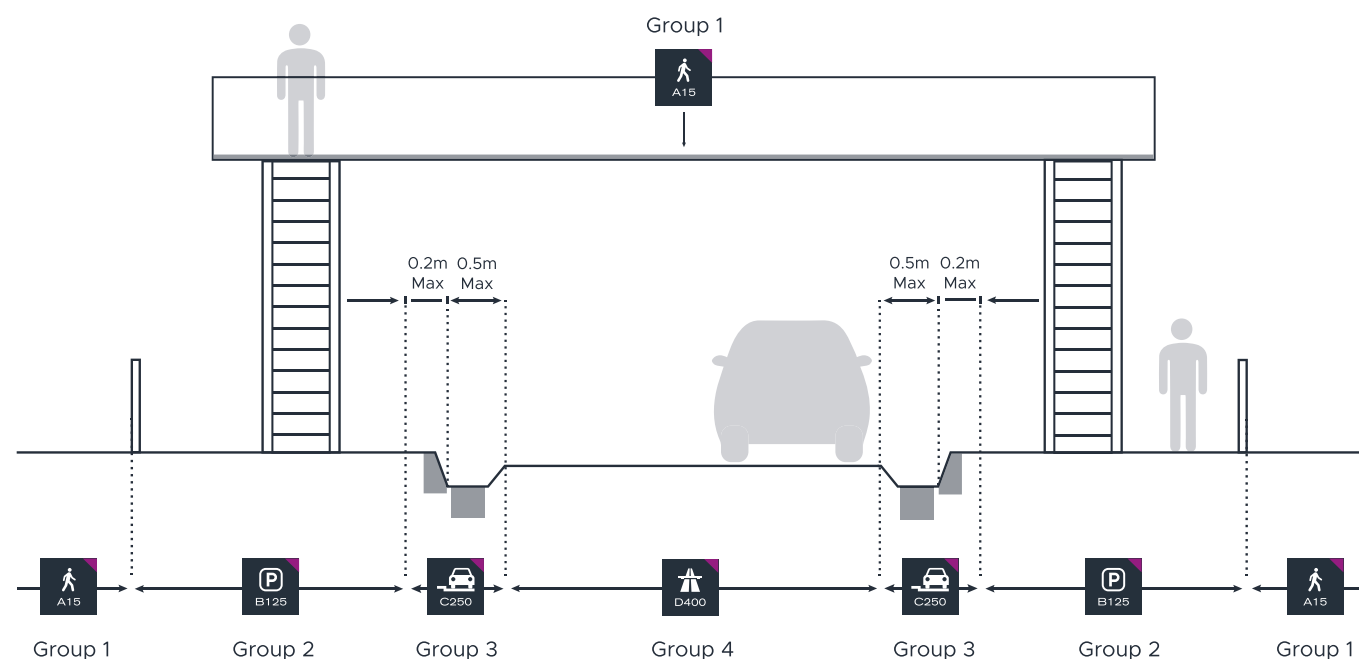 Group 1
A15
0.2m 0.5m
Max Max
0.5m 0.2m
Max Max
A15
P
B125
C250
D400
C250
P
B125
A15
Group 1
Group 2
Group 3
Group 4
Group 3
Group 2
Group 1